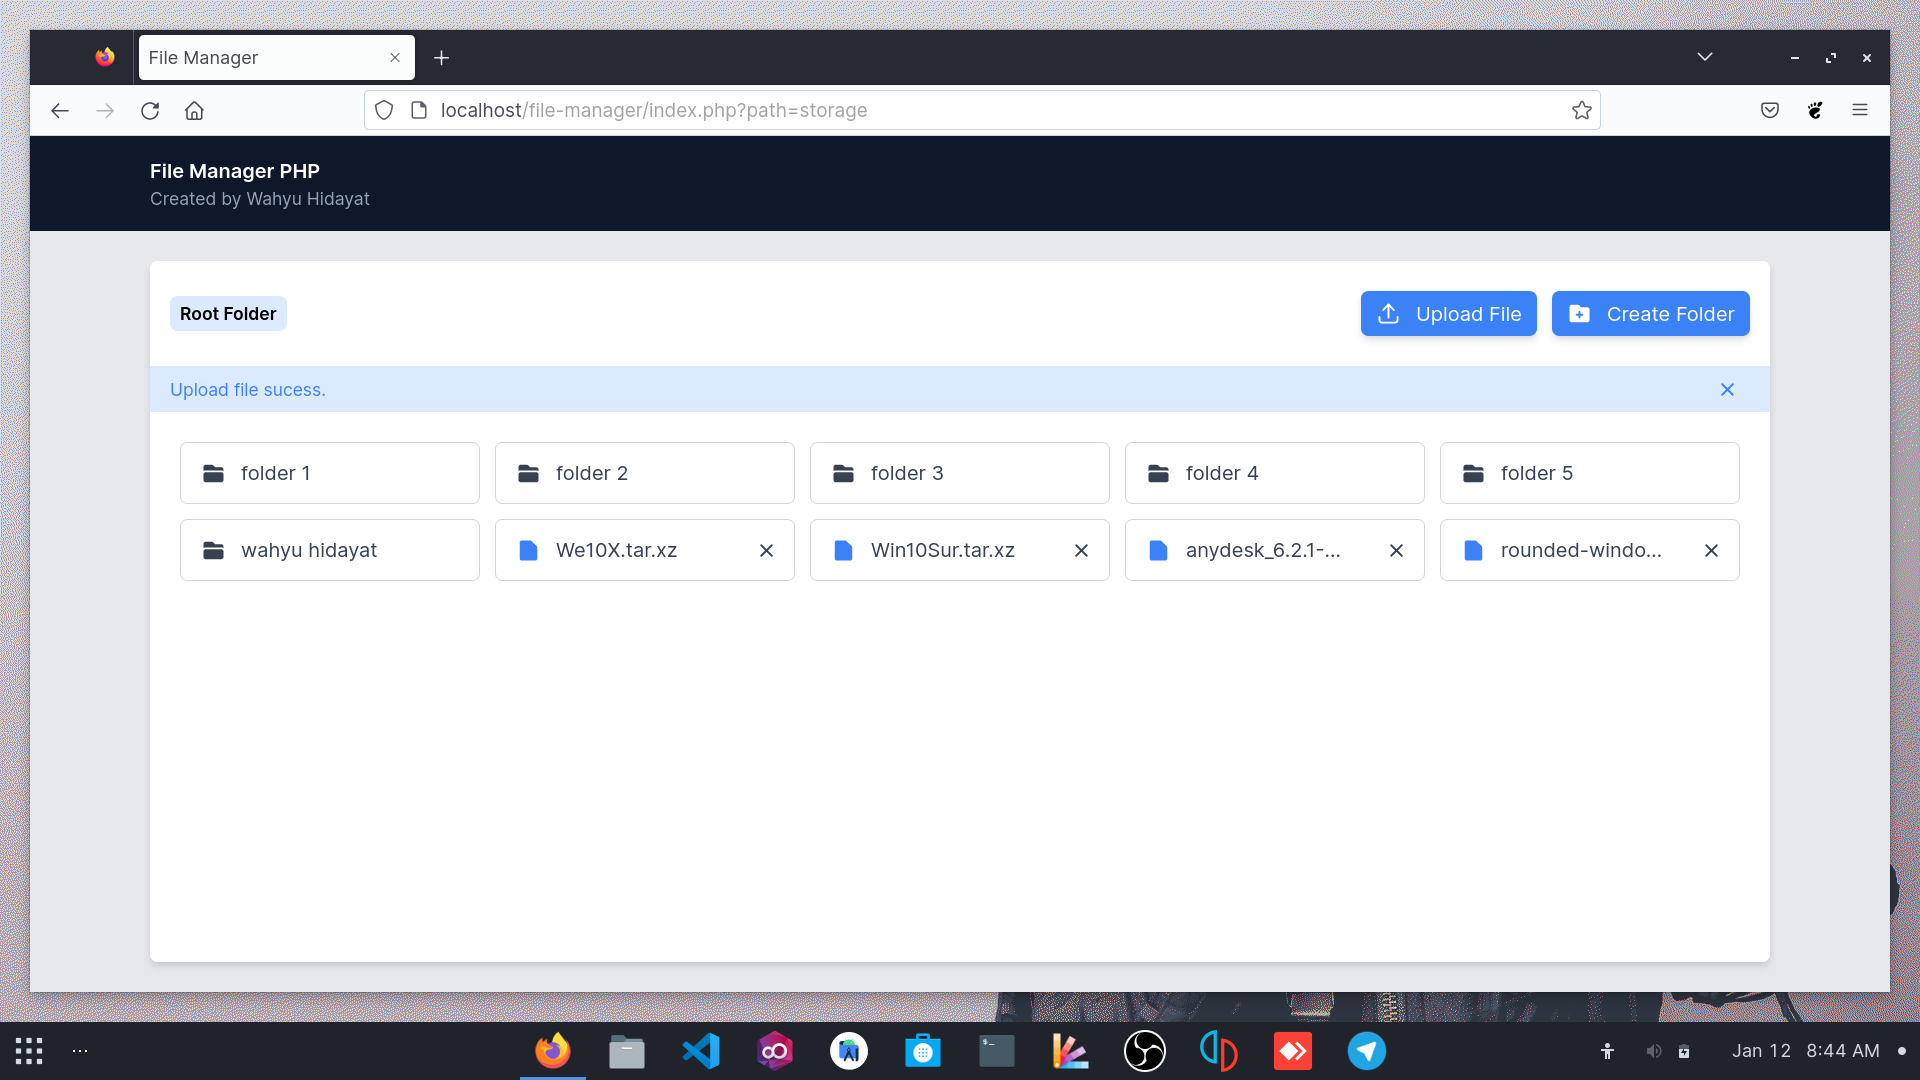 File Manager
localhost/file-manager/index.php?path=storage
File Manager PHP
Created by Wahyu Hidayat
Root Folder
Upload File
Create Folder
Upload file sucess.
folder 1
folder 2
folder 3
folder 4
folder 5
wahyu hidayat
We10X.tar.xz
Win10Sur.tar.xz
anydesk_6.2.1-...
rounded-windo...
Jan 12 8:44 AM